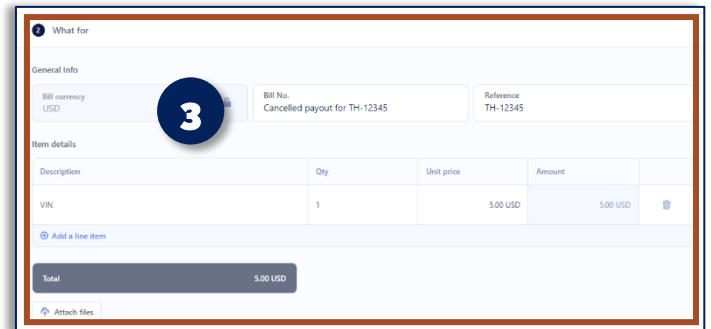 2 What for
General Info
Bill currency
USD
3
Bill No.
Cancelled payout for TH-12345
Reference
TH-12345
Item details
Description Qty Unit price Amount
VIN 1 5.00 USD 5.00 USD
Add a line item
Total 5.00 USD
Attach files